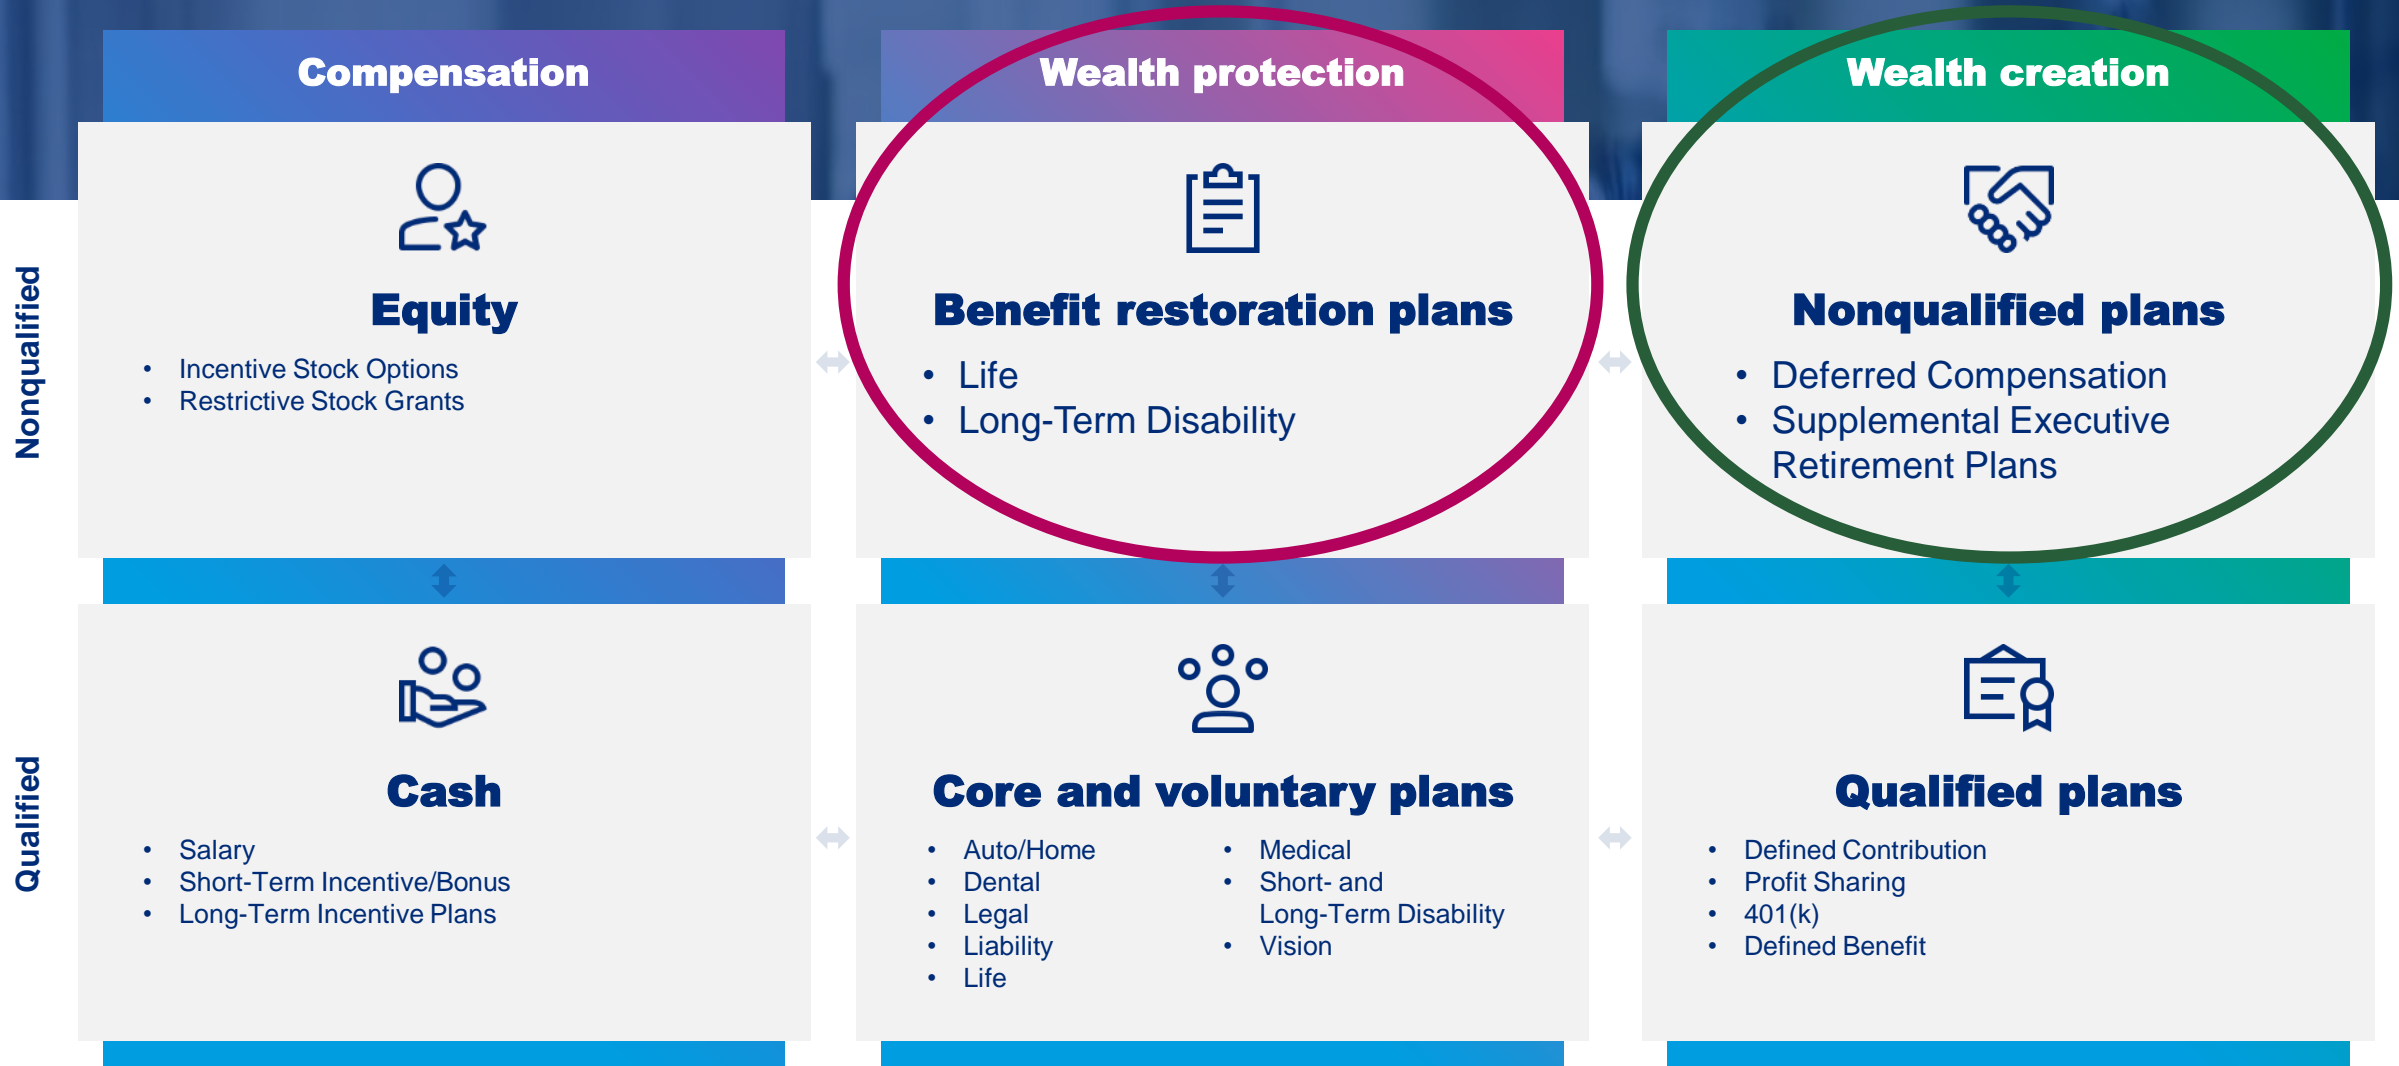 Compensation
Wealth protection
Wealth creation
Nonqualified
Equity
• Incentive Stock Options
• Restrictive Stock Grants
Benefit restoration plans
• Life
• Long-Term Disability
Nonqualified plans
• Deferred Compensation
• Supplemental Executive
Retirement Plans
Qualified
Cash
• Salary
• Short-Term Incentive/Bonus
• Long-Term Incentive Plans
Core and voluntary plans
• Auto/Home
• Dental
• Legal
• Liability
• Life
• Medical
• Short- and
Long-Term Disability
• Vision
Qualified plans
• Defined Contribution
• Profit Sharing
• 401(k)
• Defined Benefit